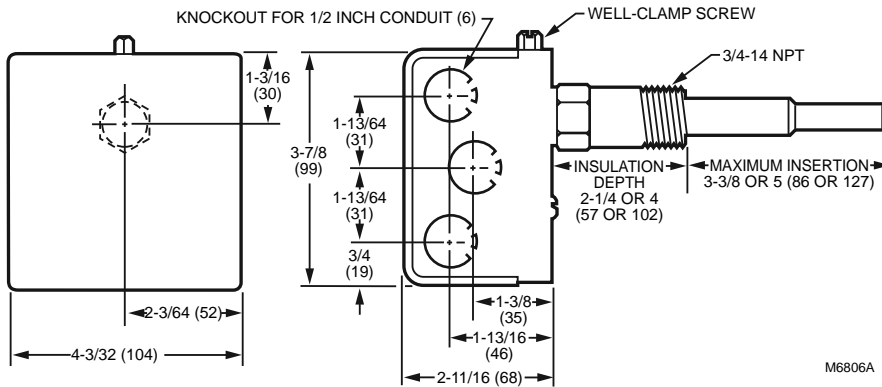 KNOCKOUT FOR 1/2 INCH CONDUIT (6)
WELL-CLAMP SCREW
3/4-14 NPT
1-3/16
(30)
1-13/64
(31)
3-7/8
(99)
1-13/64
(31)
3/4
(19)
INSULATION
DEPTH
2-1/4 OR 4
(57 OR 102)
MAXIMUM INSERTION
3-3/8 OR 5 (86 OR 127)
2-3/64 (52)
4-3/32 (104)
1-3/8
(35)
1-13/16
(46)
2-11/16 (68)
M6806A